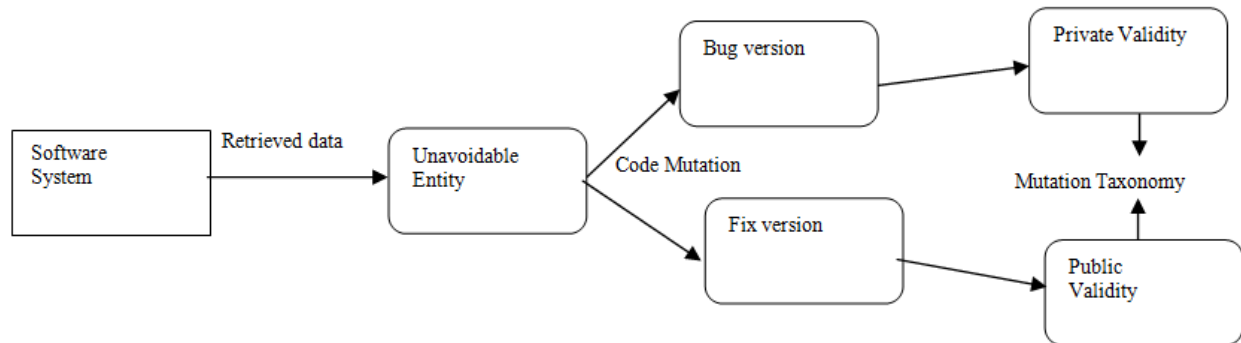 Software
System
Retrieved data
Unavoidable
Entity
Code Mutation
Bug version
Fix version
Private Validity
Mutation Taxonomy
Public
Validity